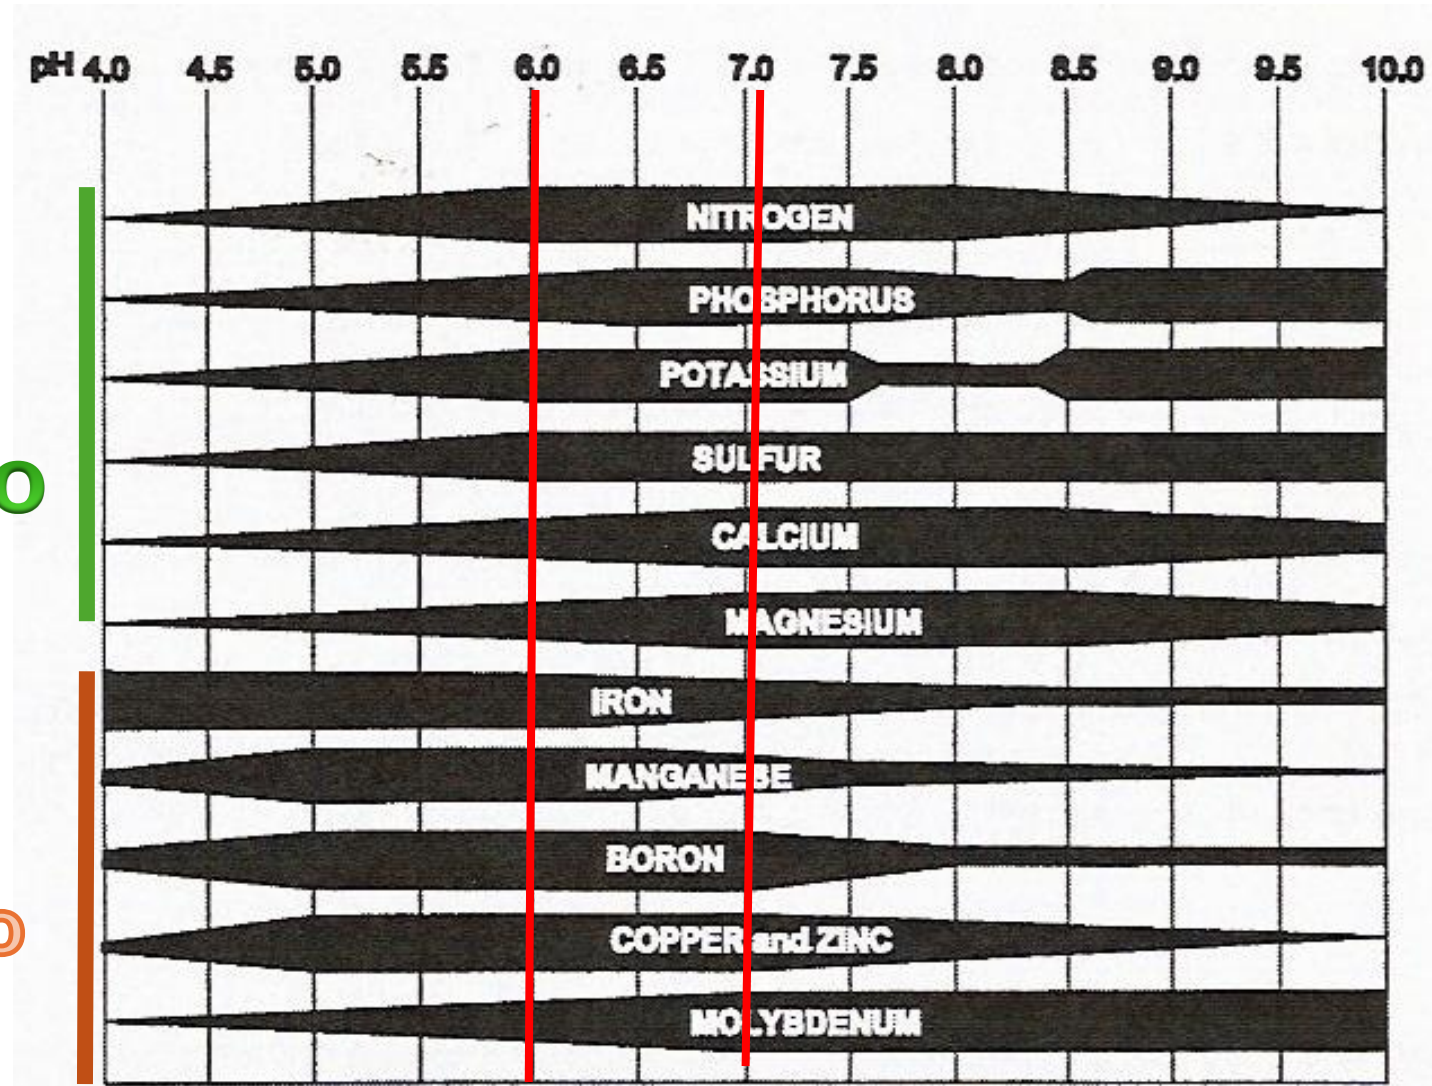 pH 4.0 4.5 5.0 5.5 6.0 6.5 7.0 7.5 8.0 8.5 9.0 9.5 10.0
NITROGEN
PHOSPHORUS
POTASSIUM
SULFUR
CALCIUM
o
MAGNESIUM
IRON
MANGANESE
BORON
COPPER and ZINC
o
MOLYBDENUM